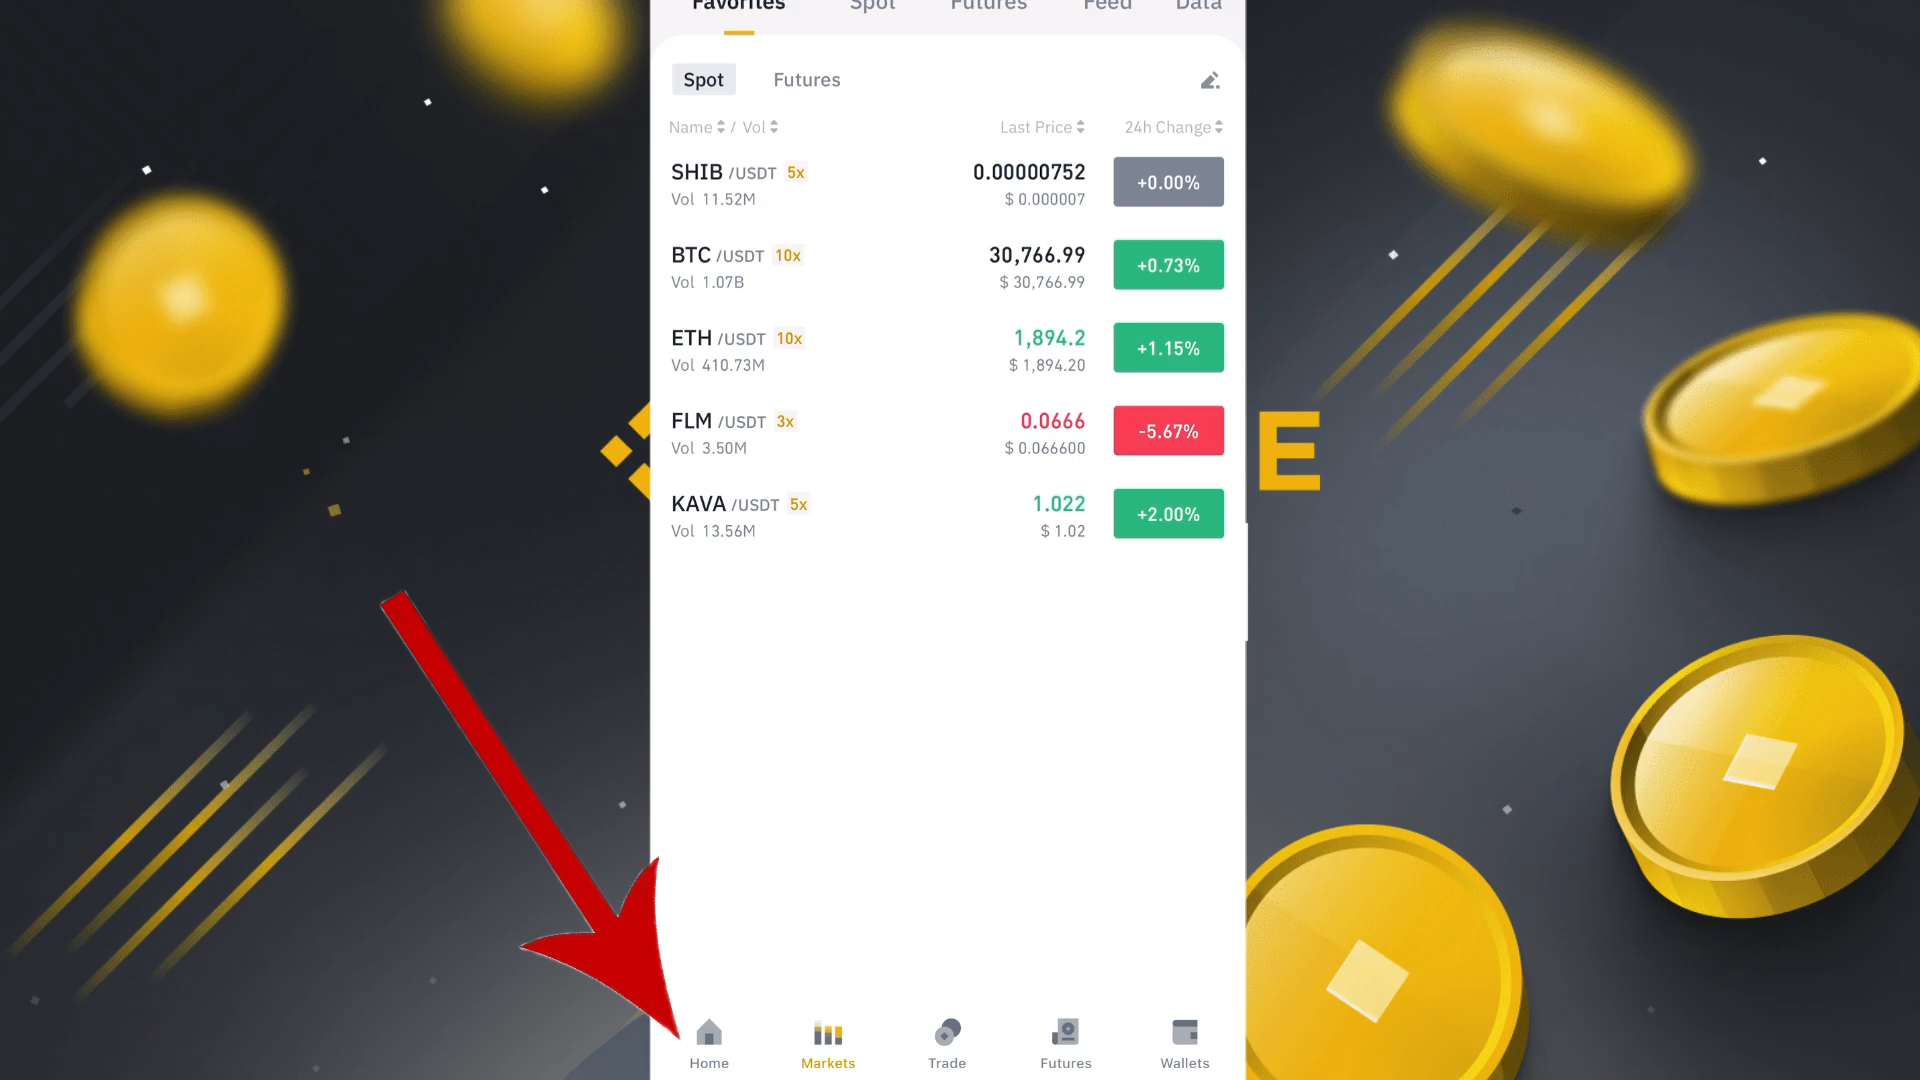 Favorites Spot Futures Feed Data
Spot Futures
Name / Vol Last Price 24h Change
SHIB /USDT 5x 0.00000752 +0.00%
Vol 11.52M $ 0.000007
BTC /USDT 10x 30,766.99 +0.73%
Vol 1.07B $ 30,766.99
ETH /USDT 10x 1,894.2 +1.15%
Vol 410.73M $ 1,894.20
FLM /USDT 3x 0.0666 -5.67%
Vol 3.50M $ 0.066600
E
KAVA /USDT 5x 1.022 +2.00%
Vol 13.56M $ 1.02
Home Markets Trade Futures Wallets